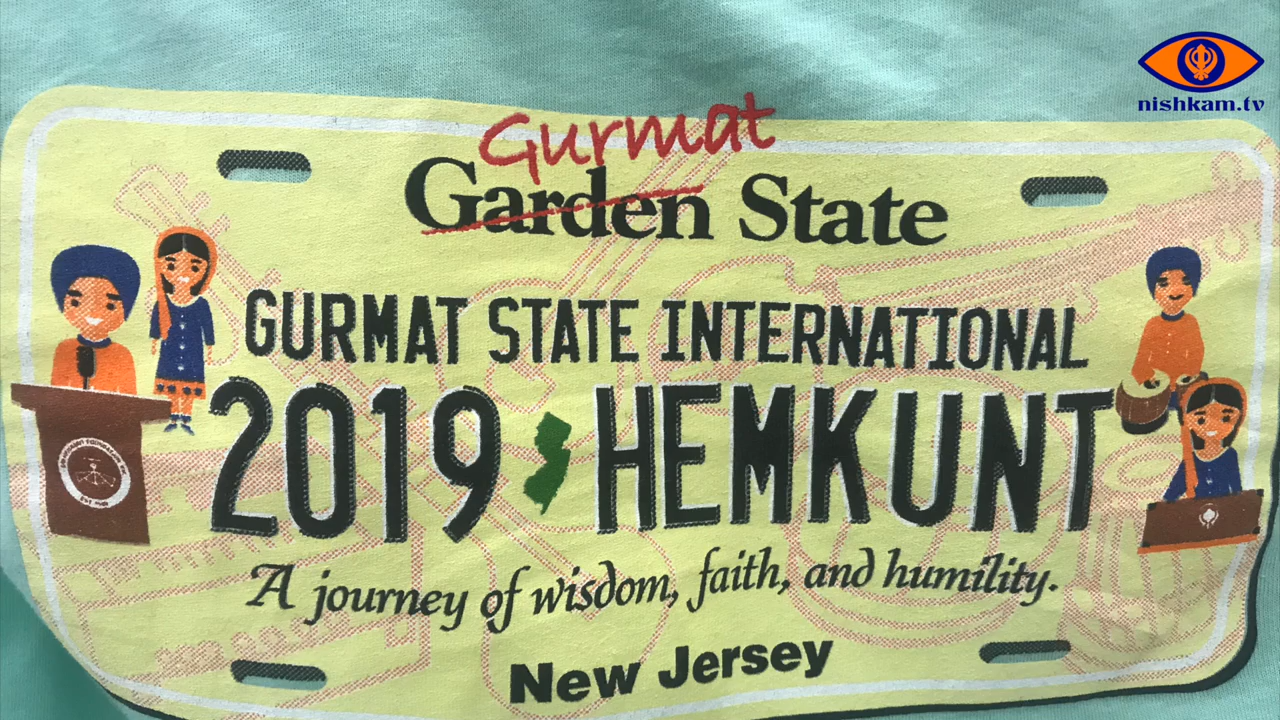 nishkam.tv
Gurmat
Garden State
GURMAT STATE INTERNATIONAL
2019 HEMKUNT
A journey of wisdom, faith, and humility.
New Jersey